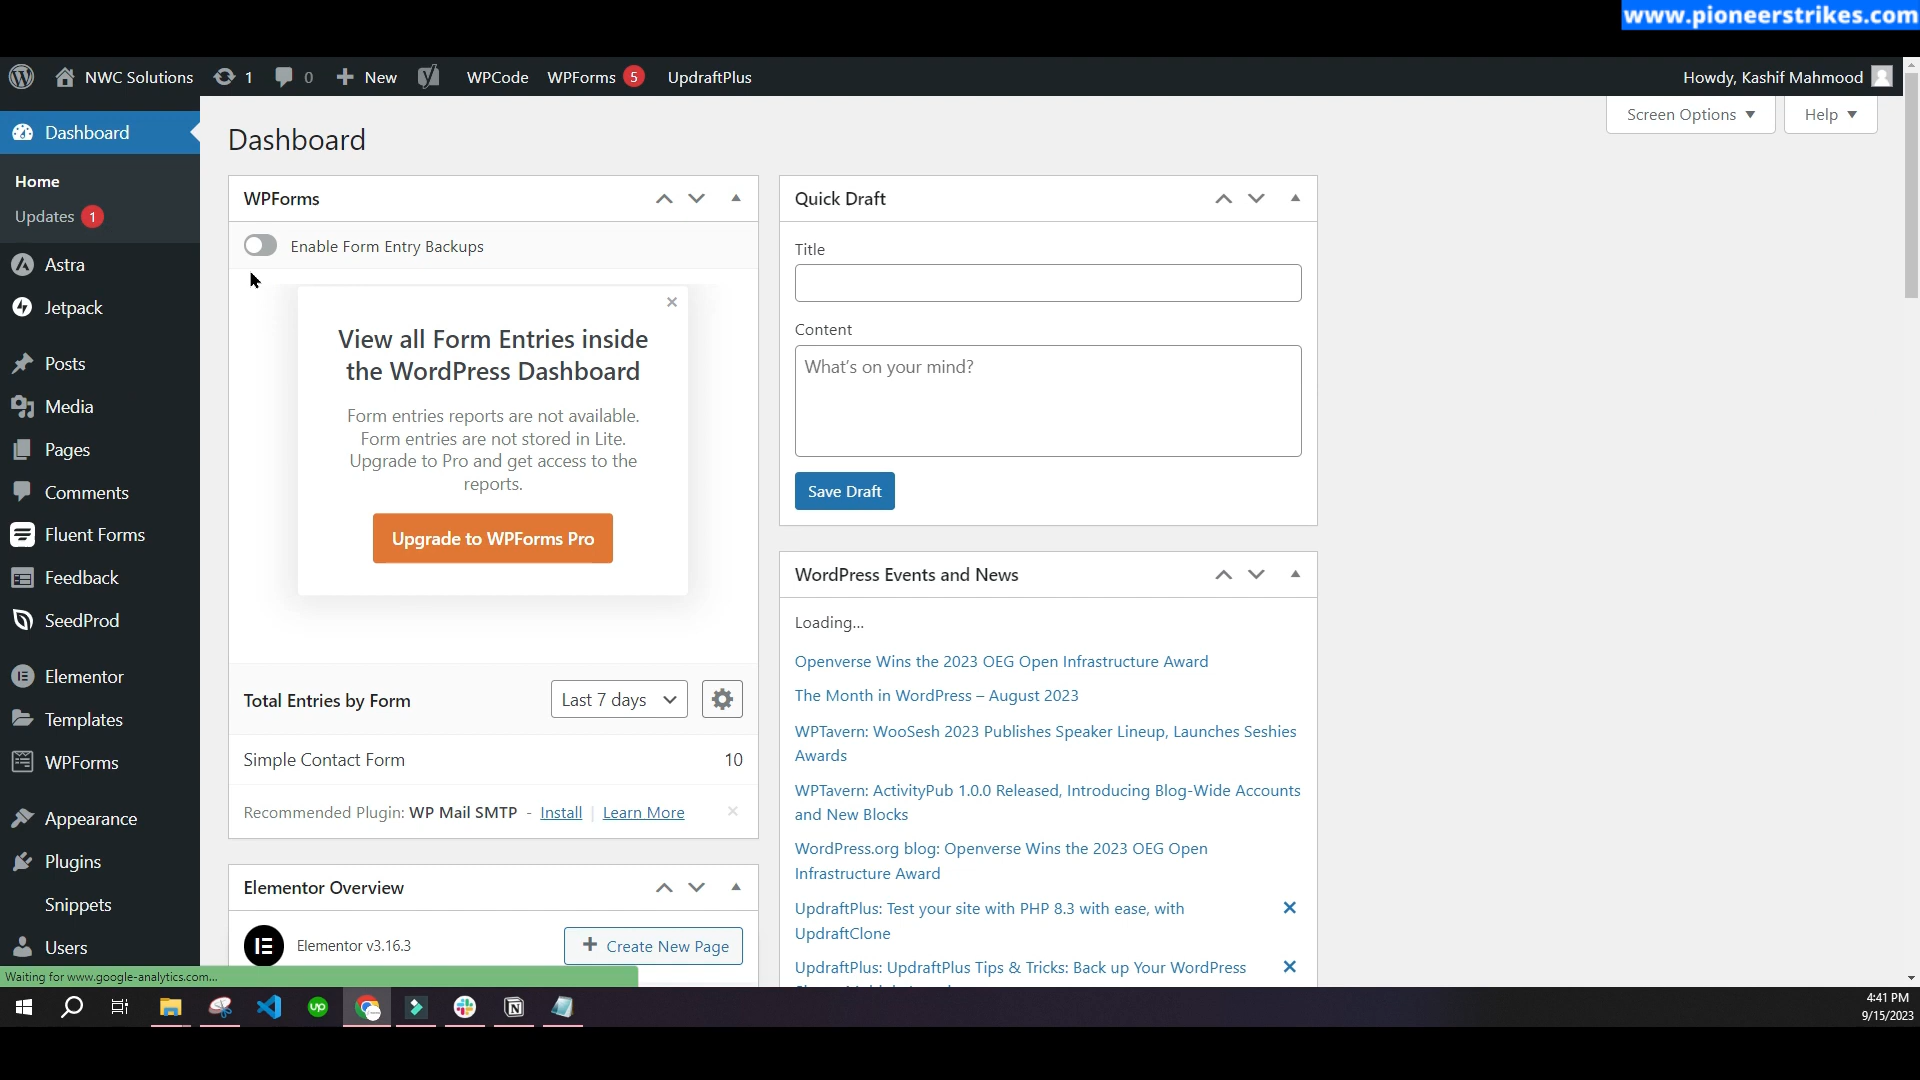 www.pioneerstrikes.com
NWC Solutions 1 0 New WPCode WPForms 5 UpdraftPlus Howdy, Kashif Mahmood
Screen Options Help
Dashboard
Home
Updates 1
Astra
Jetpack
Posts
Media
Pages
Comments
Fluent Forms
Feedback
SeedProd
Elementor
Templates
WPForms
Appearance
Plugins
Snippets
Users
Dashboard
WPForms
Enable Form Entry Backups
View all Form Entries inside
the WordPress Dashboard
Form entries reports are not available.
Form entries are not stored in Lite.
Upgrade to Pro and get access to the
reports.
Upgrade to WPForms Pro
Total Entries by Form Last 7 days
Simple Contact Form 10
Recommended Plugin: WP Mail SMTP - Install | Learn More
Elementor Overview
Elementor v3.16.3 + Create New Page
Quick Draft
Title
Content
What's on your mind?
Save Draft
WordPress Events and News
Loading...
Openverse Wins the 2023 OEG Open Infrastructure Award
The Month in WordPress – August 2023
WPTavern: WooSesh 2023 Publishes Speaker Lineup, Launches Seshies
Awards
WPTavern: ActivityPub 1.0.0 Released, Introducing Blog-Wide Accounts
and New Blocks
WordPress.org blog: Openverse Wins the 2023 OEG Open
Infrastructure Award
UpdraftPlus: Test your site with PHP 8.3 with ease, with
UpdraftClone
UpdraftPlus: UpdraftPlus Tips & Tricks: Back up Your WordPress
Waiting for www.google-analytics.com...
up
4:41 PM
9/15/2023